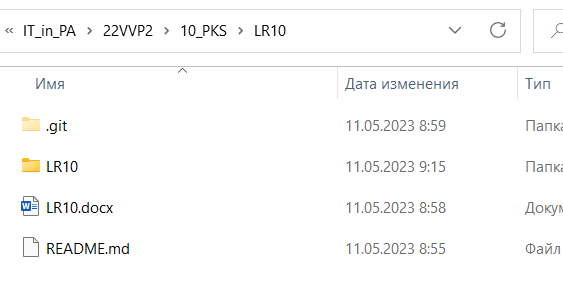 « IT_in_PA > 22VVP2 > 10_PKS > LR10
Имя Дата изменения Тип
.git 11.05.2023 8:59 Папка
LR10 11.05.2023 9:15 Папка
LR10.docx 11.05.2023 8:58 Докум
README.md 11.05.2023 8:55 Файл